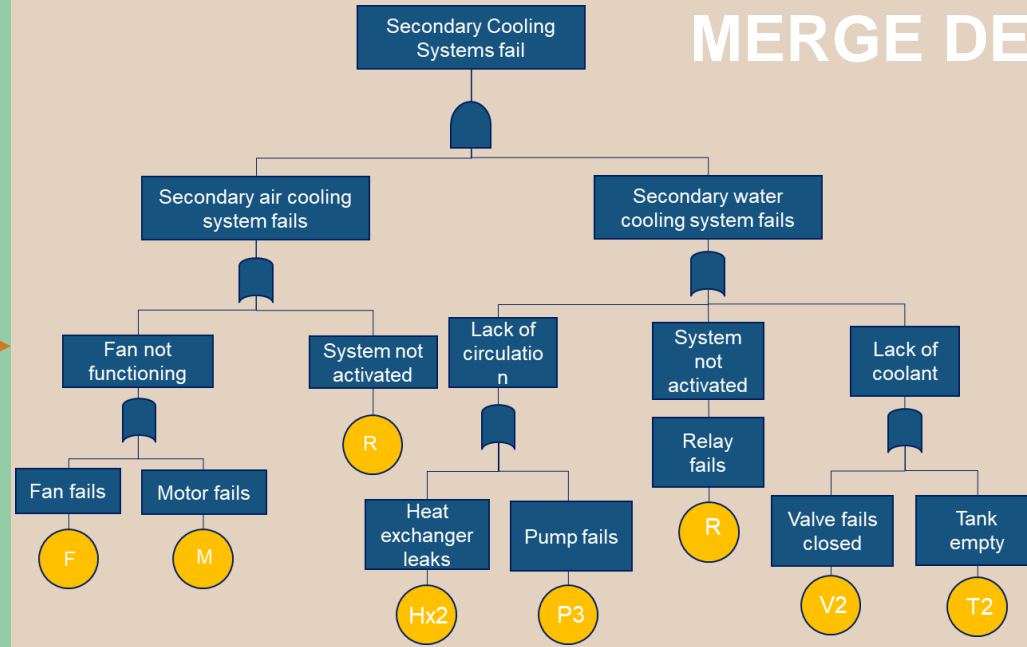 MERGE DE
Secondary Cooling
Systems fail
Secondary air cooling
system fails
Secondary water
cooling system fails
Fan not
functioning
System not
activated
Lack of
circulatio
n
System
not
activated
Lack of
coolant
R
Relay
fails
Fan fails
Motor fails
Heat
exchanger
leaks
Pump fails
R
Valve fails
closed
Tank
empty
F
M
Hx2
P3
V2
T2